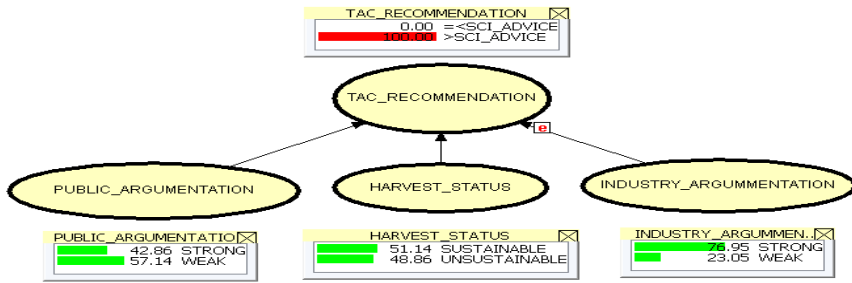 TAC_RECOMMENDATION
0.00 =<SCI_ADVICE
100.00 >SCI_ADVICE
TAC_RECOMMENDATION
e
PUBLIC_ARGUMENTATION
HARVEST_STATUS
INDUSTRY_ARGUMMENTATION
PUBLIC_ARGUMENTATIO
42.86 STRONG
57.14 WEAK
HARVEST_STATUS
51.14 SUSTAINABLE
48.86 UNSUSTAINABLE
INDUSTRY_ARGUMMEN...
76.95 STRONG
23.05 WEAK